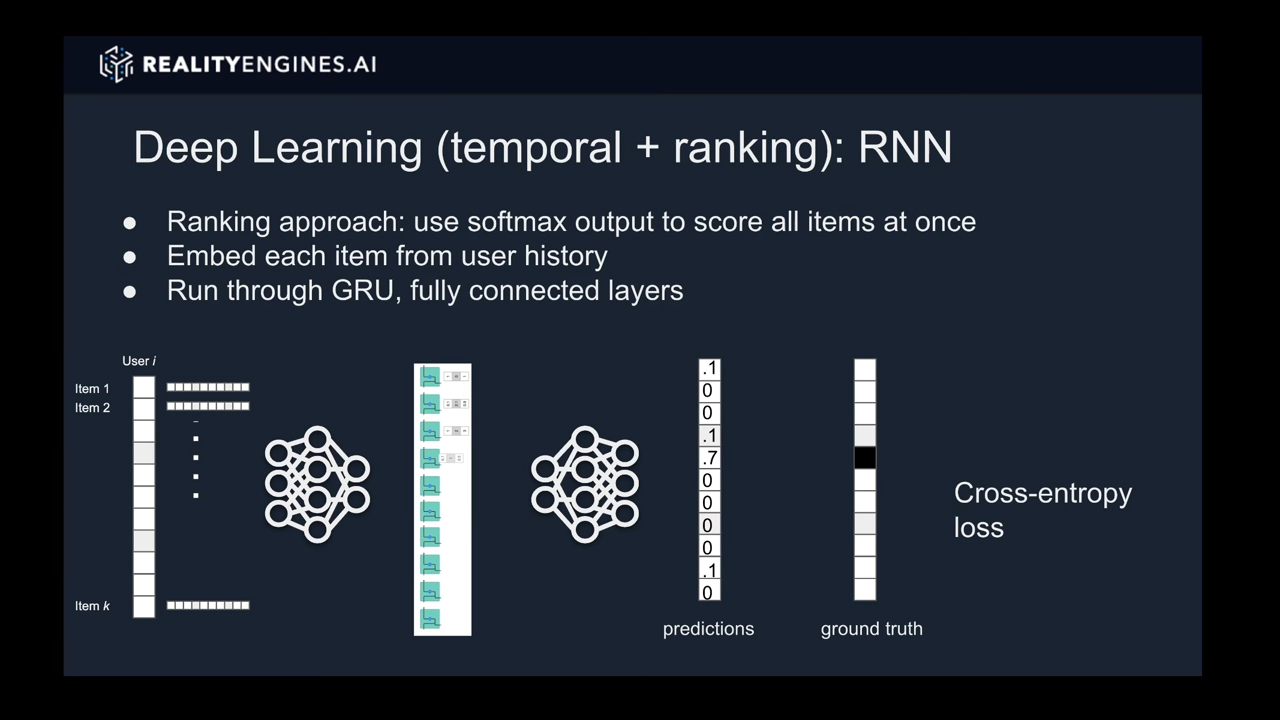 REALITYENGINES.AI
Deep Learning (temporal + ranking): RNN
● Ranking approach: use softmax output to score all items at once
● Embed each item from user history
● Run through GRU, fully connected layers
User i
Item 1
Item 2
Item k
.1
0
0
.1
.7
0
0
0
0
.1
0
predictions
ground truth
Cross-entropy
loss